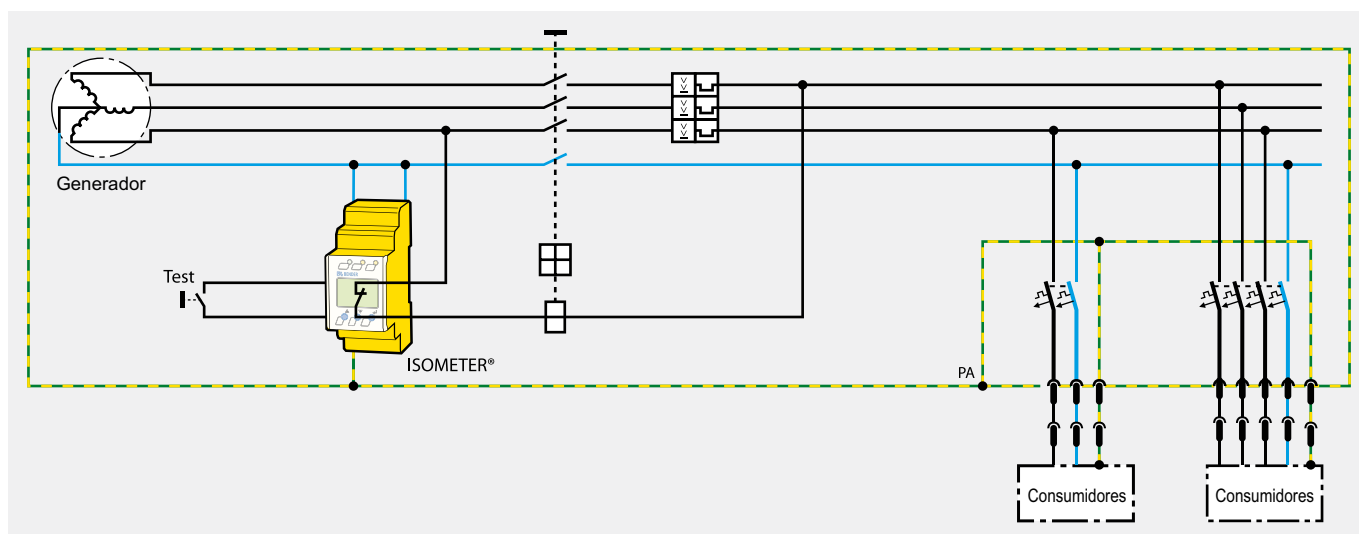 Generador
Test
ISOMETER®
PA
Consumidores
Consumidores